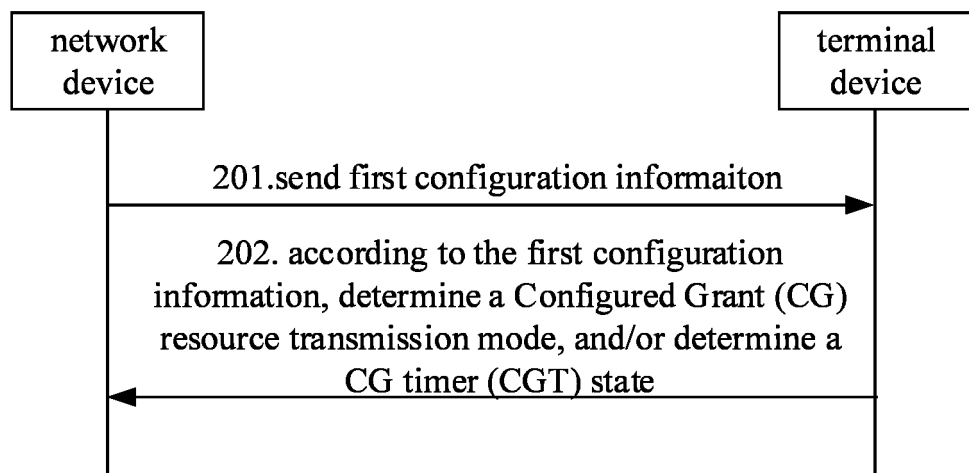 network
device
terminal
device
201.send first configuration informaiton
202. according to the first configuration
information, determine a Configured Grant (CG)
resource transmission mode, and/or determine a
CG timer (CGT) state